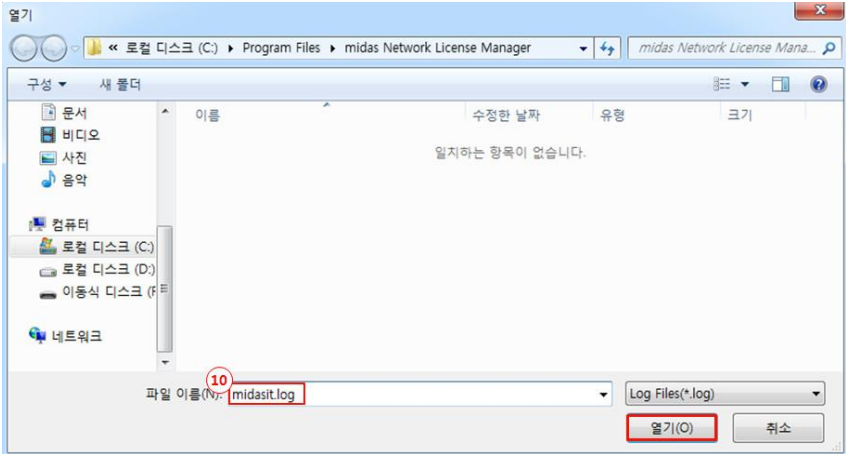 열기
« 로컬 디스크 (C:) ▸ Program Files ▸ midas Network License Manager
midas Network License Mana...
구성 ▾ 새 폴더
이름 수정한 날짜 유형 크기
일치하는 항목이 없습니다.
문서
비디오
사진
음악
컴퓨터
로컬 디스크 (C:)
로컬 디스크 (D:)
이동식 디스크 (F
네트워크
10
파일 이름(N): midasit.log
Log Files(*.log)
열기(O) 취소